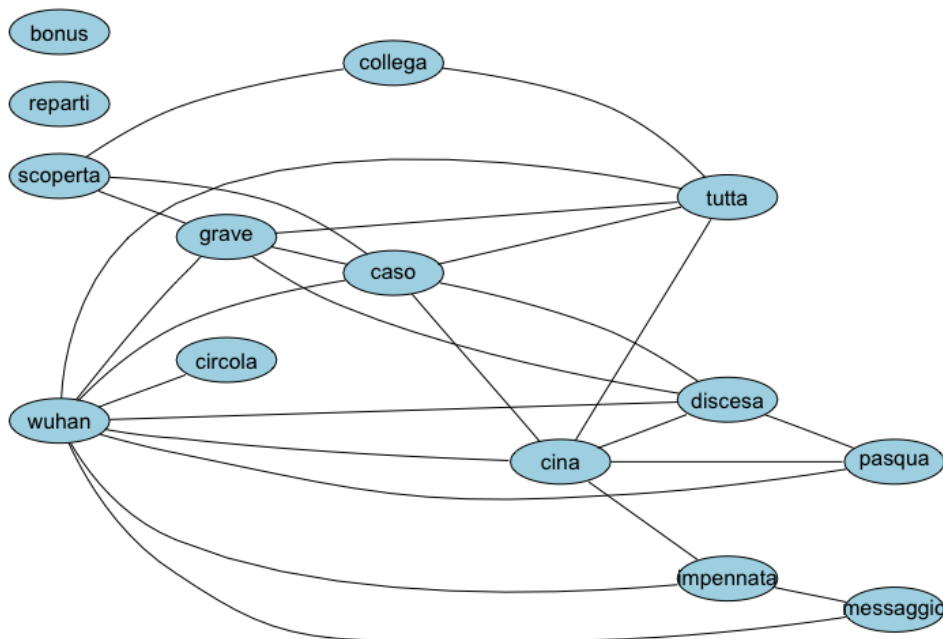 bonus
collega
reparti
scoperta
tutta
grave
caso
circola
discesa
wuhan
cina
pasqua
impennata
messaggio